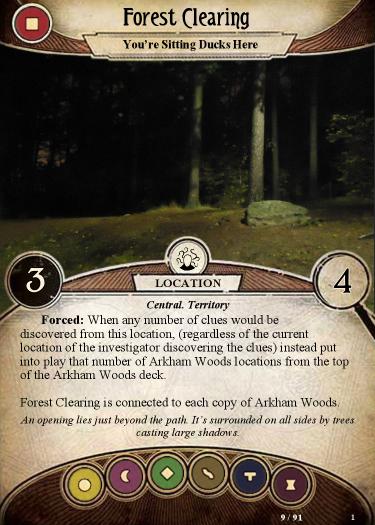 Forest Clearing
You're Sitting Ducks Here
3
LOCATION
4
Central. Territory
Forced: When any number of clues would be
discovered from this location, (regardless of the current
location of the investigator discovering the clues) instead put
into play that number of Arkham Woods locations from the top
of the Arkham Woods deck.
Forest Clearing is connected to each copy of Arkham Woods.
An opening lies just beyond the path. It's surrounded on all sides by trees
casting large shadows.
9 / 91
1